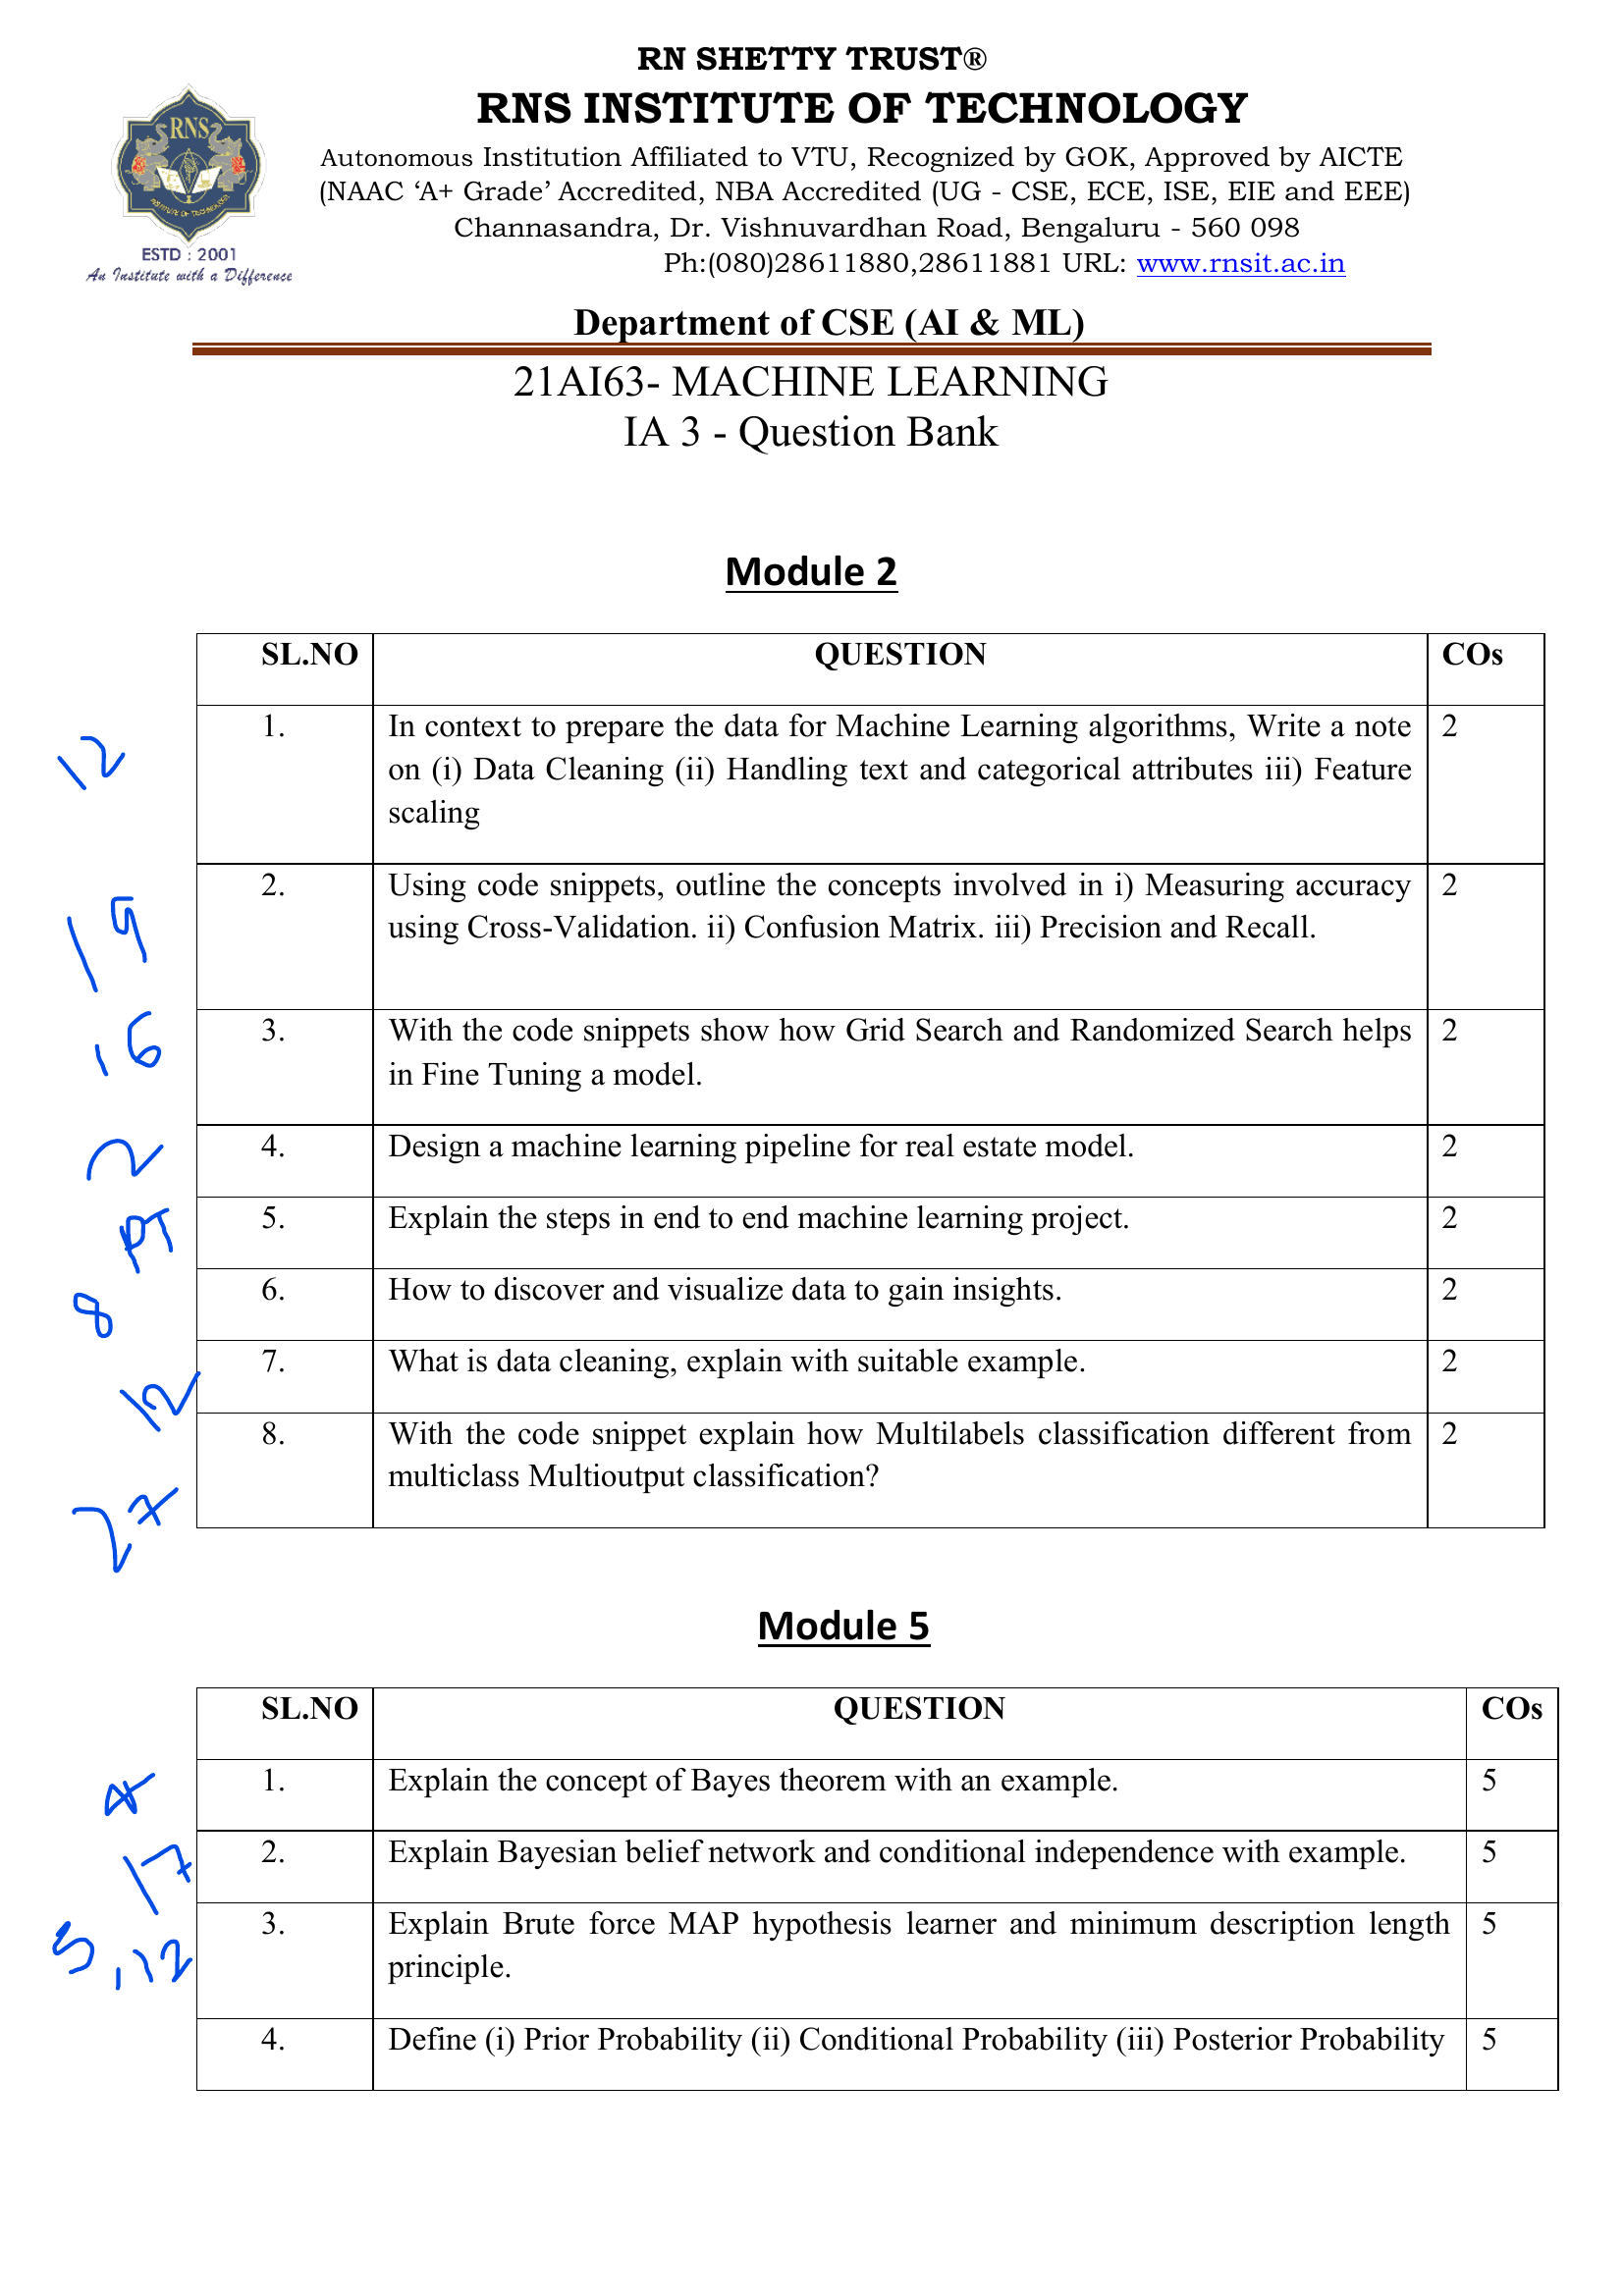 RN SHETTY TRUST®
RNS INSTITUTE OF TECHNOLOGY
Autonomous Institution Affiliated to VTU, Recognized by GOK, Approved by AICTE
(NAAC ‘A+ Grade’ Accredited, NBA Accredited (UG - CSE, ECE, ISE, EIE and EEE)
Channasandra, Dr. Vishnuvardhan Road, Bengaluru - 560 098
Ph:(080)28611880,28611881 URL: www.rnsit.ac.in
RNS
INSTITUTE OF TECHNOLOGY
ESTD : 2001
An Institute with a Difference
Department of CSE (AI & ML)
21AI63- MACHINE LEARNING
IA 3 - Question Bank
Module 2
SL.NO QUESTION COs
12 1. In context to prepare the data for Machine Learning algorithms, Write a note 2
on (i) Data Cleaning (ii) Handling text and categorical attributes iii) Feature
scaling
19 2. Using code snippets, outline the concepts involved in i) Measuring accuracy 2
using Cross-Validation. ii) Confusion Matrix. iii) Precision and Recall.
16 3. With the code snippets show how Grid Search and Randomized Search helps 2
in Fine Tuning a model.
2 4. Design a machine learning pipeline for real estate model. 2
PT 5. Explain the steps in end to end machine learning project. 2
8 6. How to discover and visualize data to gain insights. 2
12 7. What is data cleaning, explain with suitable example. 2
27 8. With the code snippet explain how Multilabels classification different from 2
multiclass Multioutput classification?
Module 5
SL.NO QUESTION COs
1. Explain the concept of Bayes theorem with an example. 5
17 2. Explain Bayesian belief network and conditional independence with example. 5
5, 12 3. Explain Brute force MAP hypothesis learner and minimum description length 5
principle.
4. Define (i) Prior Probability (ii) Conditional Probability (iii) Posterior Probability 5